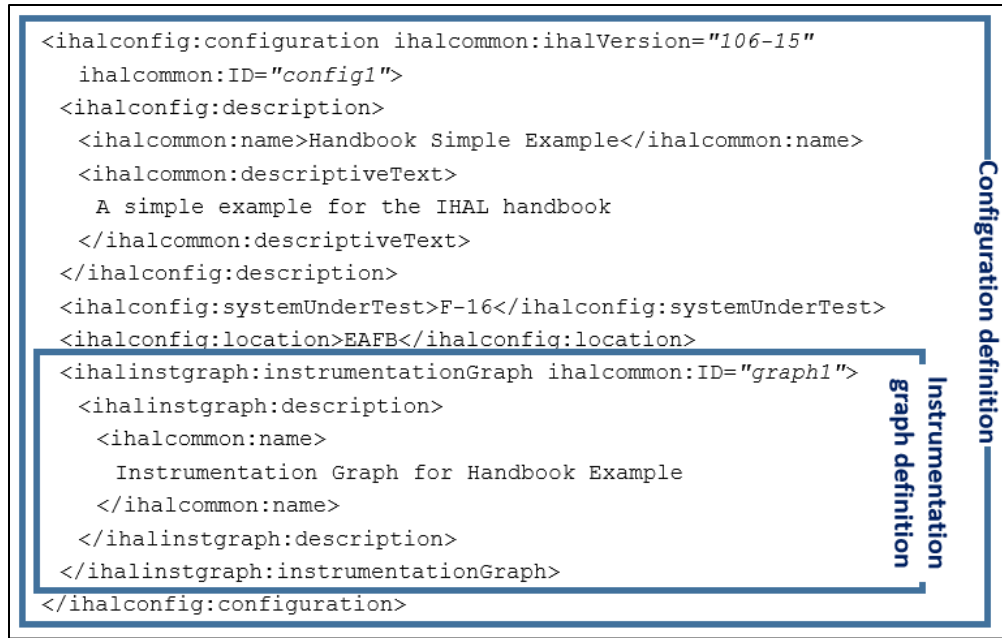 <ihalconfig:configuration ihalcommon:ihalVersion="106-15"
ihalcommon:ID="config1">
<ihalconfig:description>
<ihalcommon:name>Handbook Simple Example</ihalcommon:name>
<ihalcommon:descriptiveText>
A simple example for the IHAL handbook
</ihalcommon:descriptiveText>
</ihalconfig:description>
<ihalconfig:systemUnderTest>F-16</ihalconfig:systemUnderTest>
<ihalconfig:location>EAFB</ihalconfig:location>
<ihalinstgraph:instrumentationGraph ihalcommon:ID="graph1">
<ihalinstgraph:description>
<ihalcommon:name>
Instrumentation Graph for Handbook Example
</ihalcommon:name>
</ihalinstgraph:description>
</ihalinstgraph:instrumentationGraph>
</ihalconfig:configuration>
Instrumentation
graph definition
Configuration definition